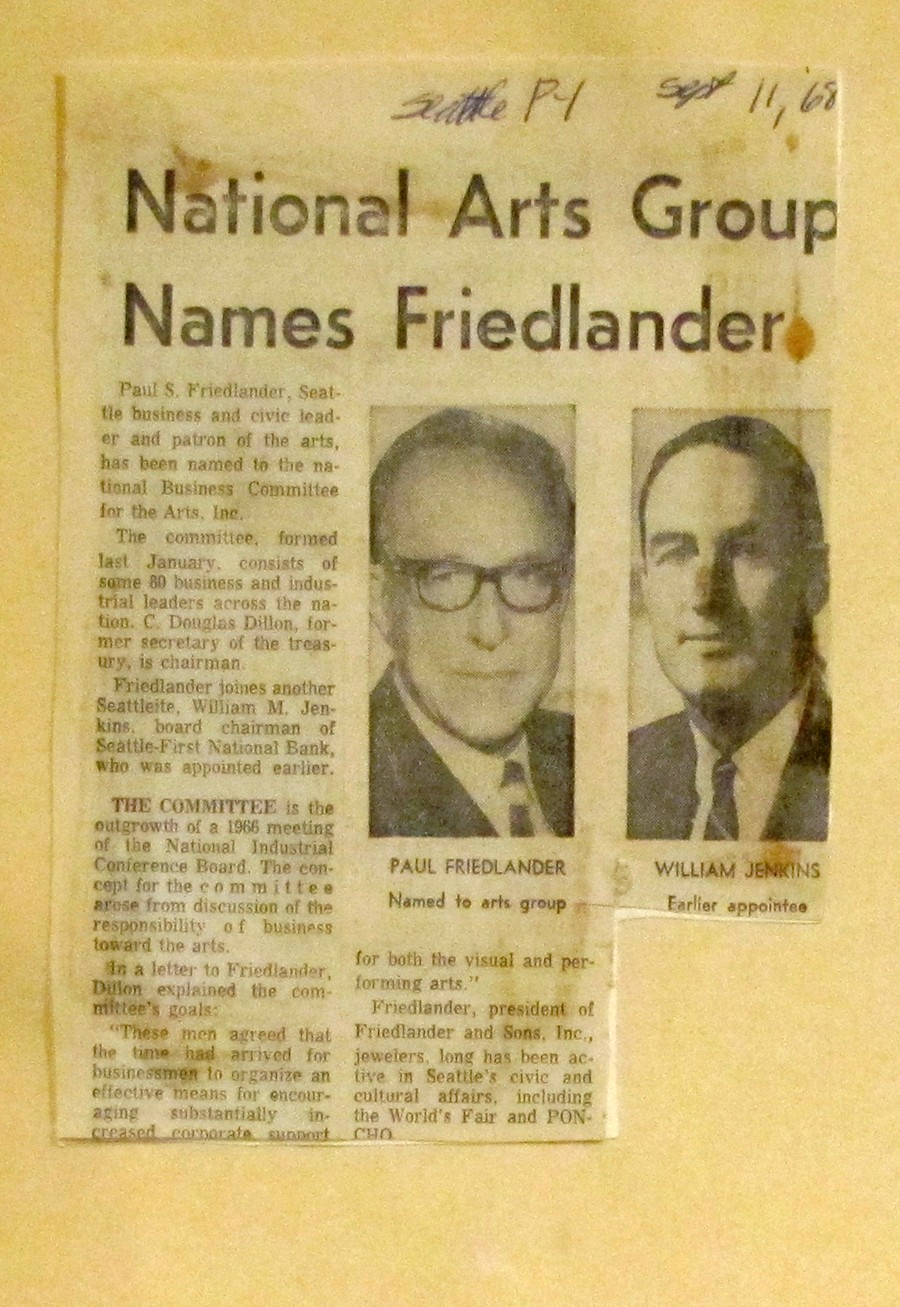 Seattle P-I Sept 11, '68
National Arts Group
Names Friedlander
Paul S. Friedlander, Seat-
tle business and civic lead-
er and patron of the arts,
has been named to the na-
tional Business Committee
for the Arts, Inc.
The committee, formed
last January, consists of
some 80 business and indus-
trial leaders across the na-
tion. C. Douglas Dillon, for-
mer secretary of the treas-
ury, is chairman.
Friedlander joines another
Seattleite, William M. Jen-
kins, board chairman of
Seattle-First National Bank,
who was appointed earlier.
THE COMMITTEE is the
outgrowth of a 1966 meeting
of the National Industrial
Conference Board. The con-
cept for the committee
arose from discussion of the
responsibility of business
toward the arts.
In a letter to Friedlander,
Dillon explained the com-
mittee's goals:
"These men agreed that
the time had arrived for
businessmen to organize an
effective means for encour-
aging substantially in-
creased corporate support
PAUL FRIEDLANDER
Named to arts group
WILLIAM JENKINS
Earlier appointee
for both the visual and per-
forming arts."
Friedlander, president of
Friedlander and Sons, Inc.,
jewelers, long has been ac-
tive in Seattle's civic and
cultural affairs, including
the World's Fair and PON-
CHO